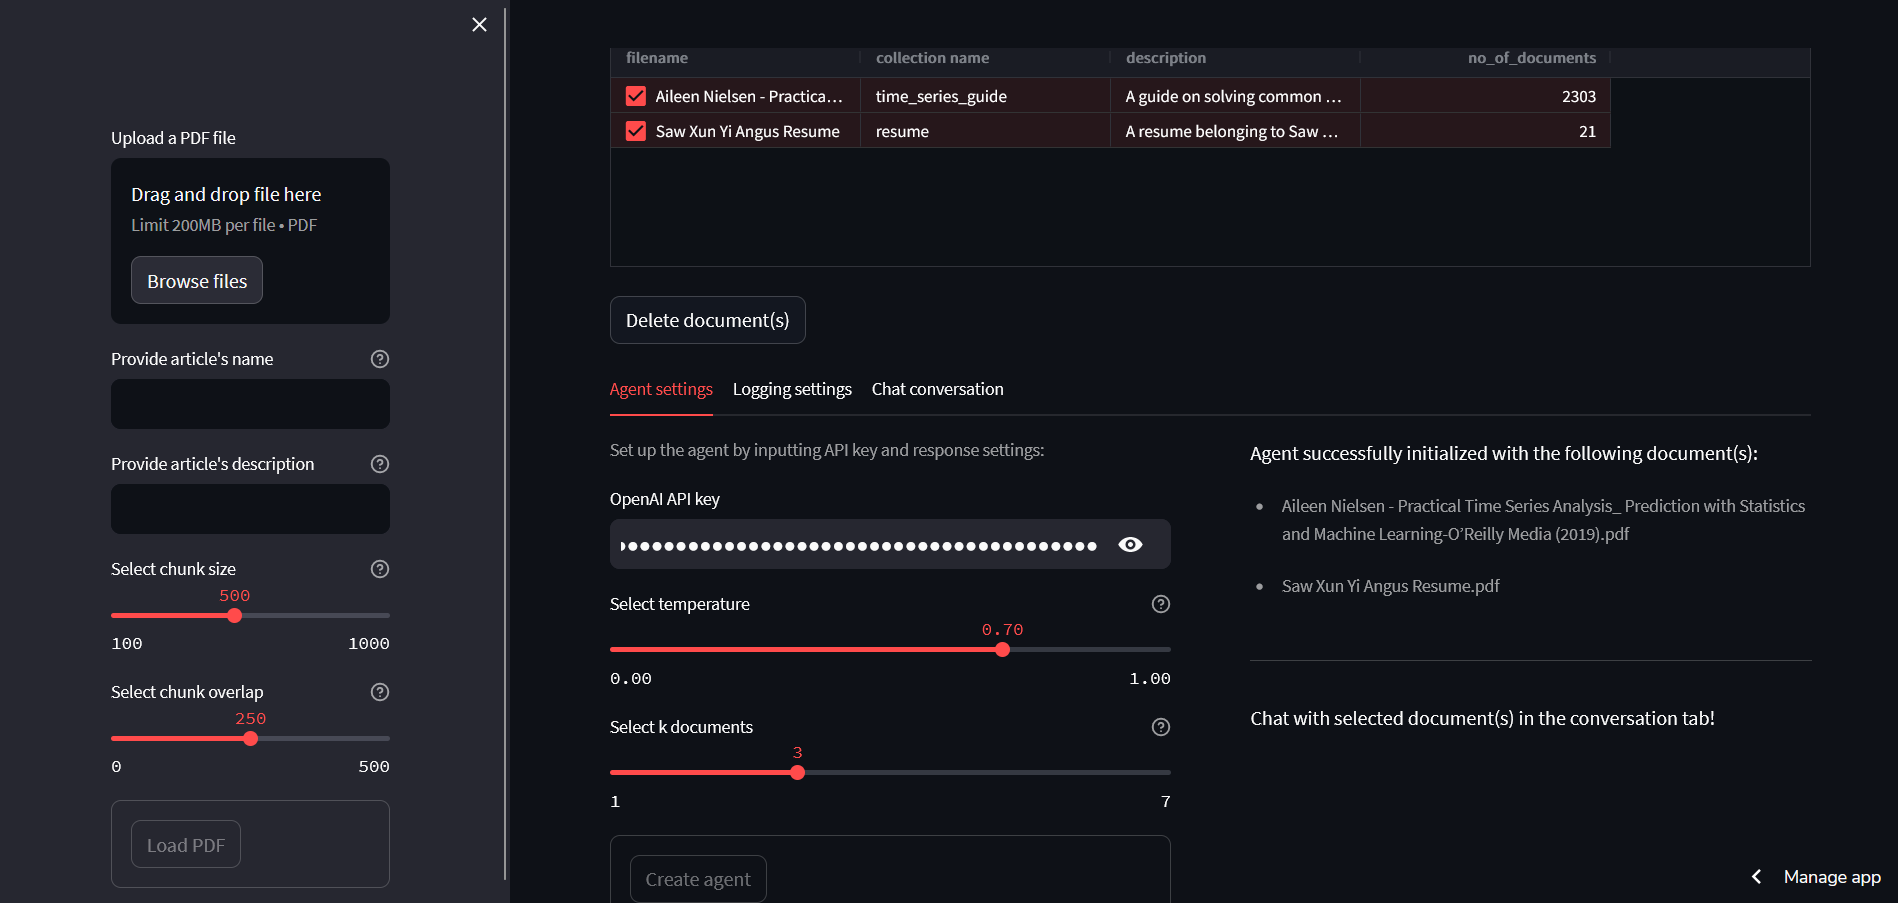 Upload a PDF file
Drag and drop file here
Limit 200MB per file • PDF
Browse files
Provide article's name
Provide article's description
Select chunk size
500
100 1000
Select chunk overlap
250
0 500
Load PDF
filename collection name description no_of_documents
Aileen Nielsen - Practica... time_series_guide A guide on solving common ... 2303
Saw Xun Yi Angus Resume resume A resume belonging to Saw ... 21
Delete document(s)
Agent settings Logging settings Chat conversation
Set up the agent by inputting API key and response settings:
OpenAI API key
Select temperature
0.70
0.00 1.00
Select k documents
3
1 7
Create agent
Agent successfully initialized with the following document(s):
• Aileen Nielsen - Practical Time Series Analysis_ Prediction with Statistics
and Machine Learning-O’Reilly Media (2019).pdf
• Saw Xun Yi Angus Resume.pdf
Chat with selected document(s) in the conversation tab!
Manage app